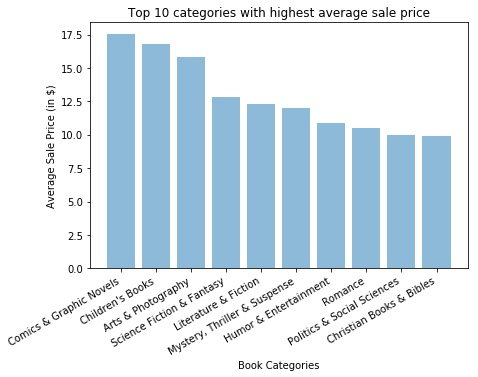 Top 10 categories with highest average sale price
Average Sale Price (in $)
17.5
15.0
12.5
10.0
7.5
5.0
2.5
0.0
Comics & Graphic Novels
Children's Books
Arts & Photography
Science Fiction & Fantasy
Literature & Fiction
Mystery, Thriller & Suspense
Humor & Entertainment
Romance
Politics & Social Sciences
Christian Books & Bibles
Book Categories